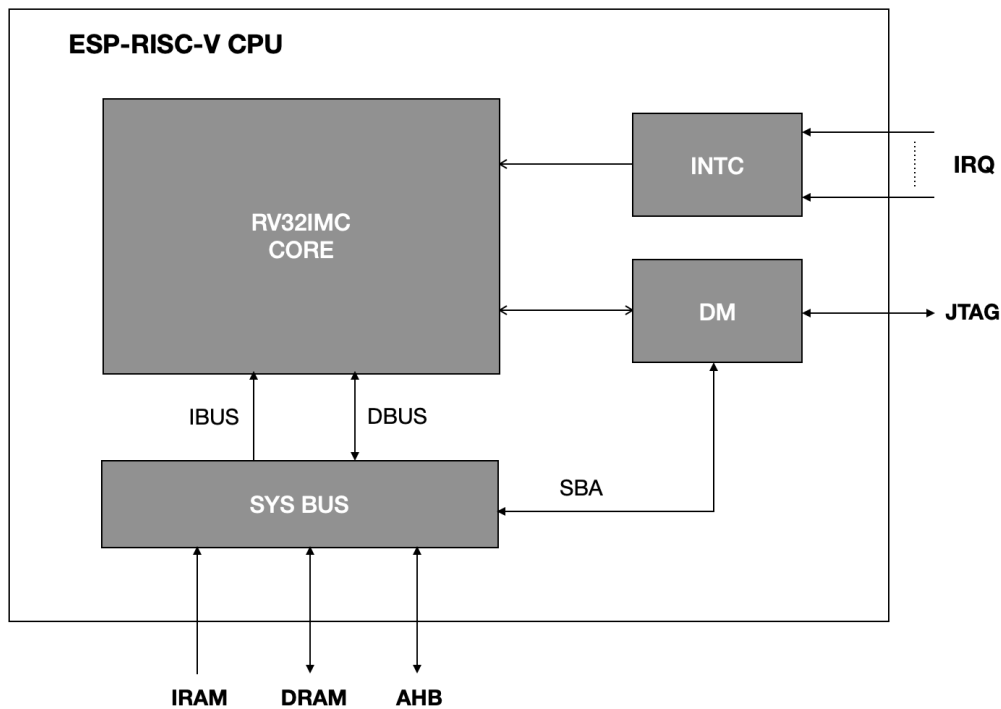 ESP-RISC-V CPU
RV32IMC
CORE
INTC
IRQ
DM
JTAG
IBUS
DBUS
SYS BUS
SBA
IRAM
DRAM
AHB